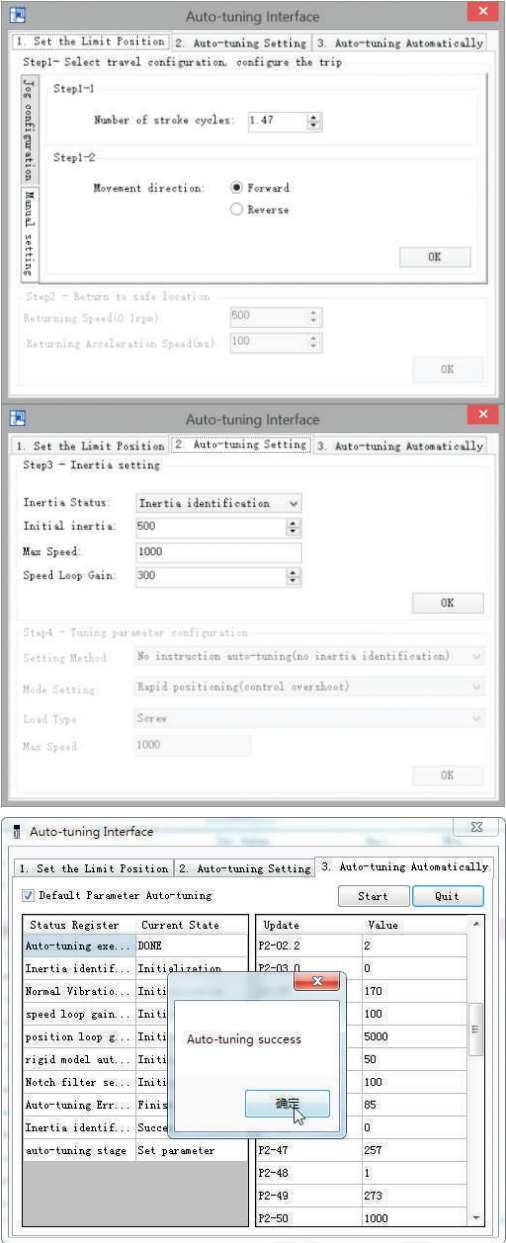 Auto-tuning Interface
1. Set the Limit Position 2. Auto-tuning Setting 3. Auto-tuning Automatically
Step1- Select travel configuration, configure the trip
Jog configuration
Manual setting
Step1-1
Number of stroke cycles: 1.47
Step1-2
Movement direction: Forward
Reverse
OK
Step2 - Return to safe location
Returning Speed(0.1rpm): 500
Returning Acceleration Speed(ms): 100
OK
Auto-tuning Interface
1. Set the Limit Position 2. Auto-tuning Setting 3. Auto-tuning Automatically
Step3 - Inertia setting
Inertia Status: Inertia identification
Initial inertia: 500
Max Speed: 1000
Speed Loop Gain: 300
OK
Step4 - Tuning parameter configuration
Setting Method No instruction auto-tuning(no inertia identification)
Mode Setting: Rapid positioning(control overshoot)
Load Type Screw
Max Speed: 1000
OK
Auto-tuning Interface
1. Set the Limit Position 2. Auto-tuning Setting 3. Auto-tuning Automatically
Default Parameter Auto-tuning Start Quit
Status Register Current State Update Value
Auto-tuning exe... DONE P2-02.2 2
Inertia identif... Initialization P2-03.0 0
Normal Vibratio... Initi 170
speed loop gain... Initi 100
position loop g... Initi 5000
rigid model aut... Initi 50
Notch filter se... Initi 100
Auto-tuning Err... Finis 85
Inertia identif... Succe 0
auto-tuning stage Set parameter P2-47 257
P2-48 1
P2-49 273
P2-50 1000
Auto-tuning success
确定